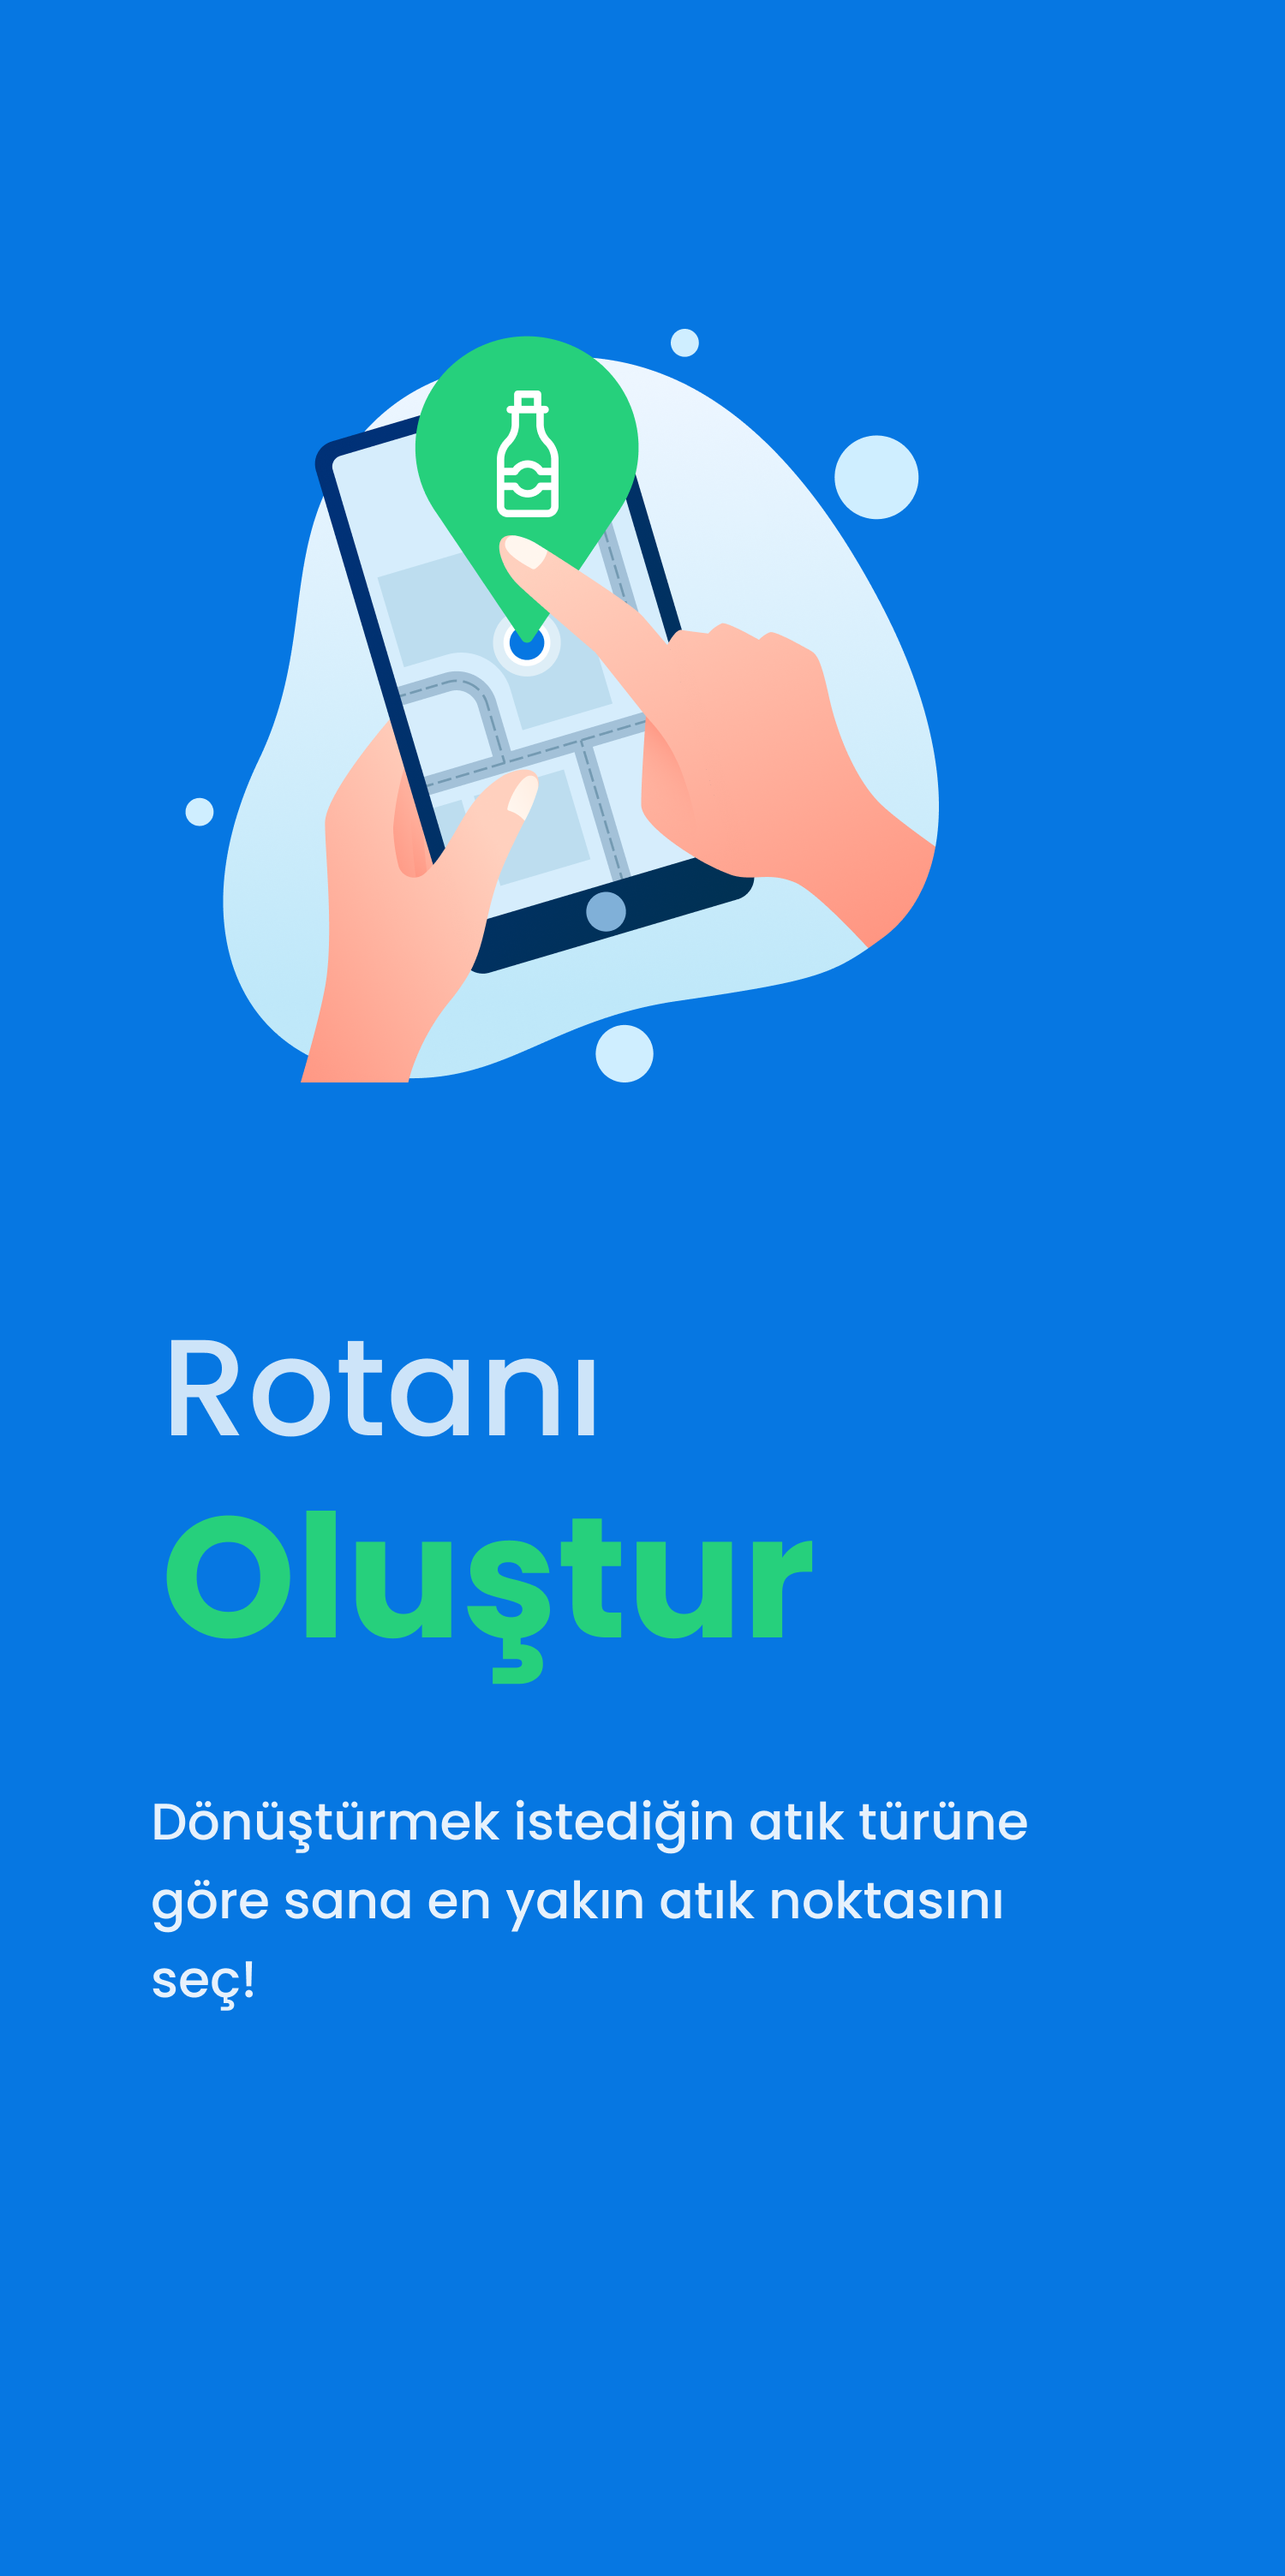 Rotanı
Oluştur
Dönüştürmek istediğin atık türüne
göre sana en yakın atık noktasını
seç!